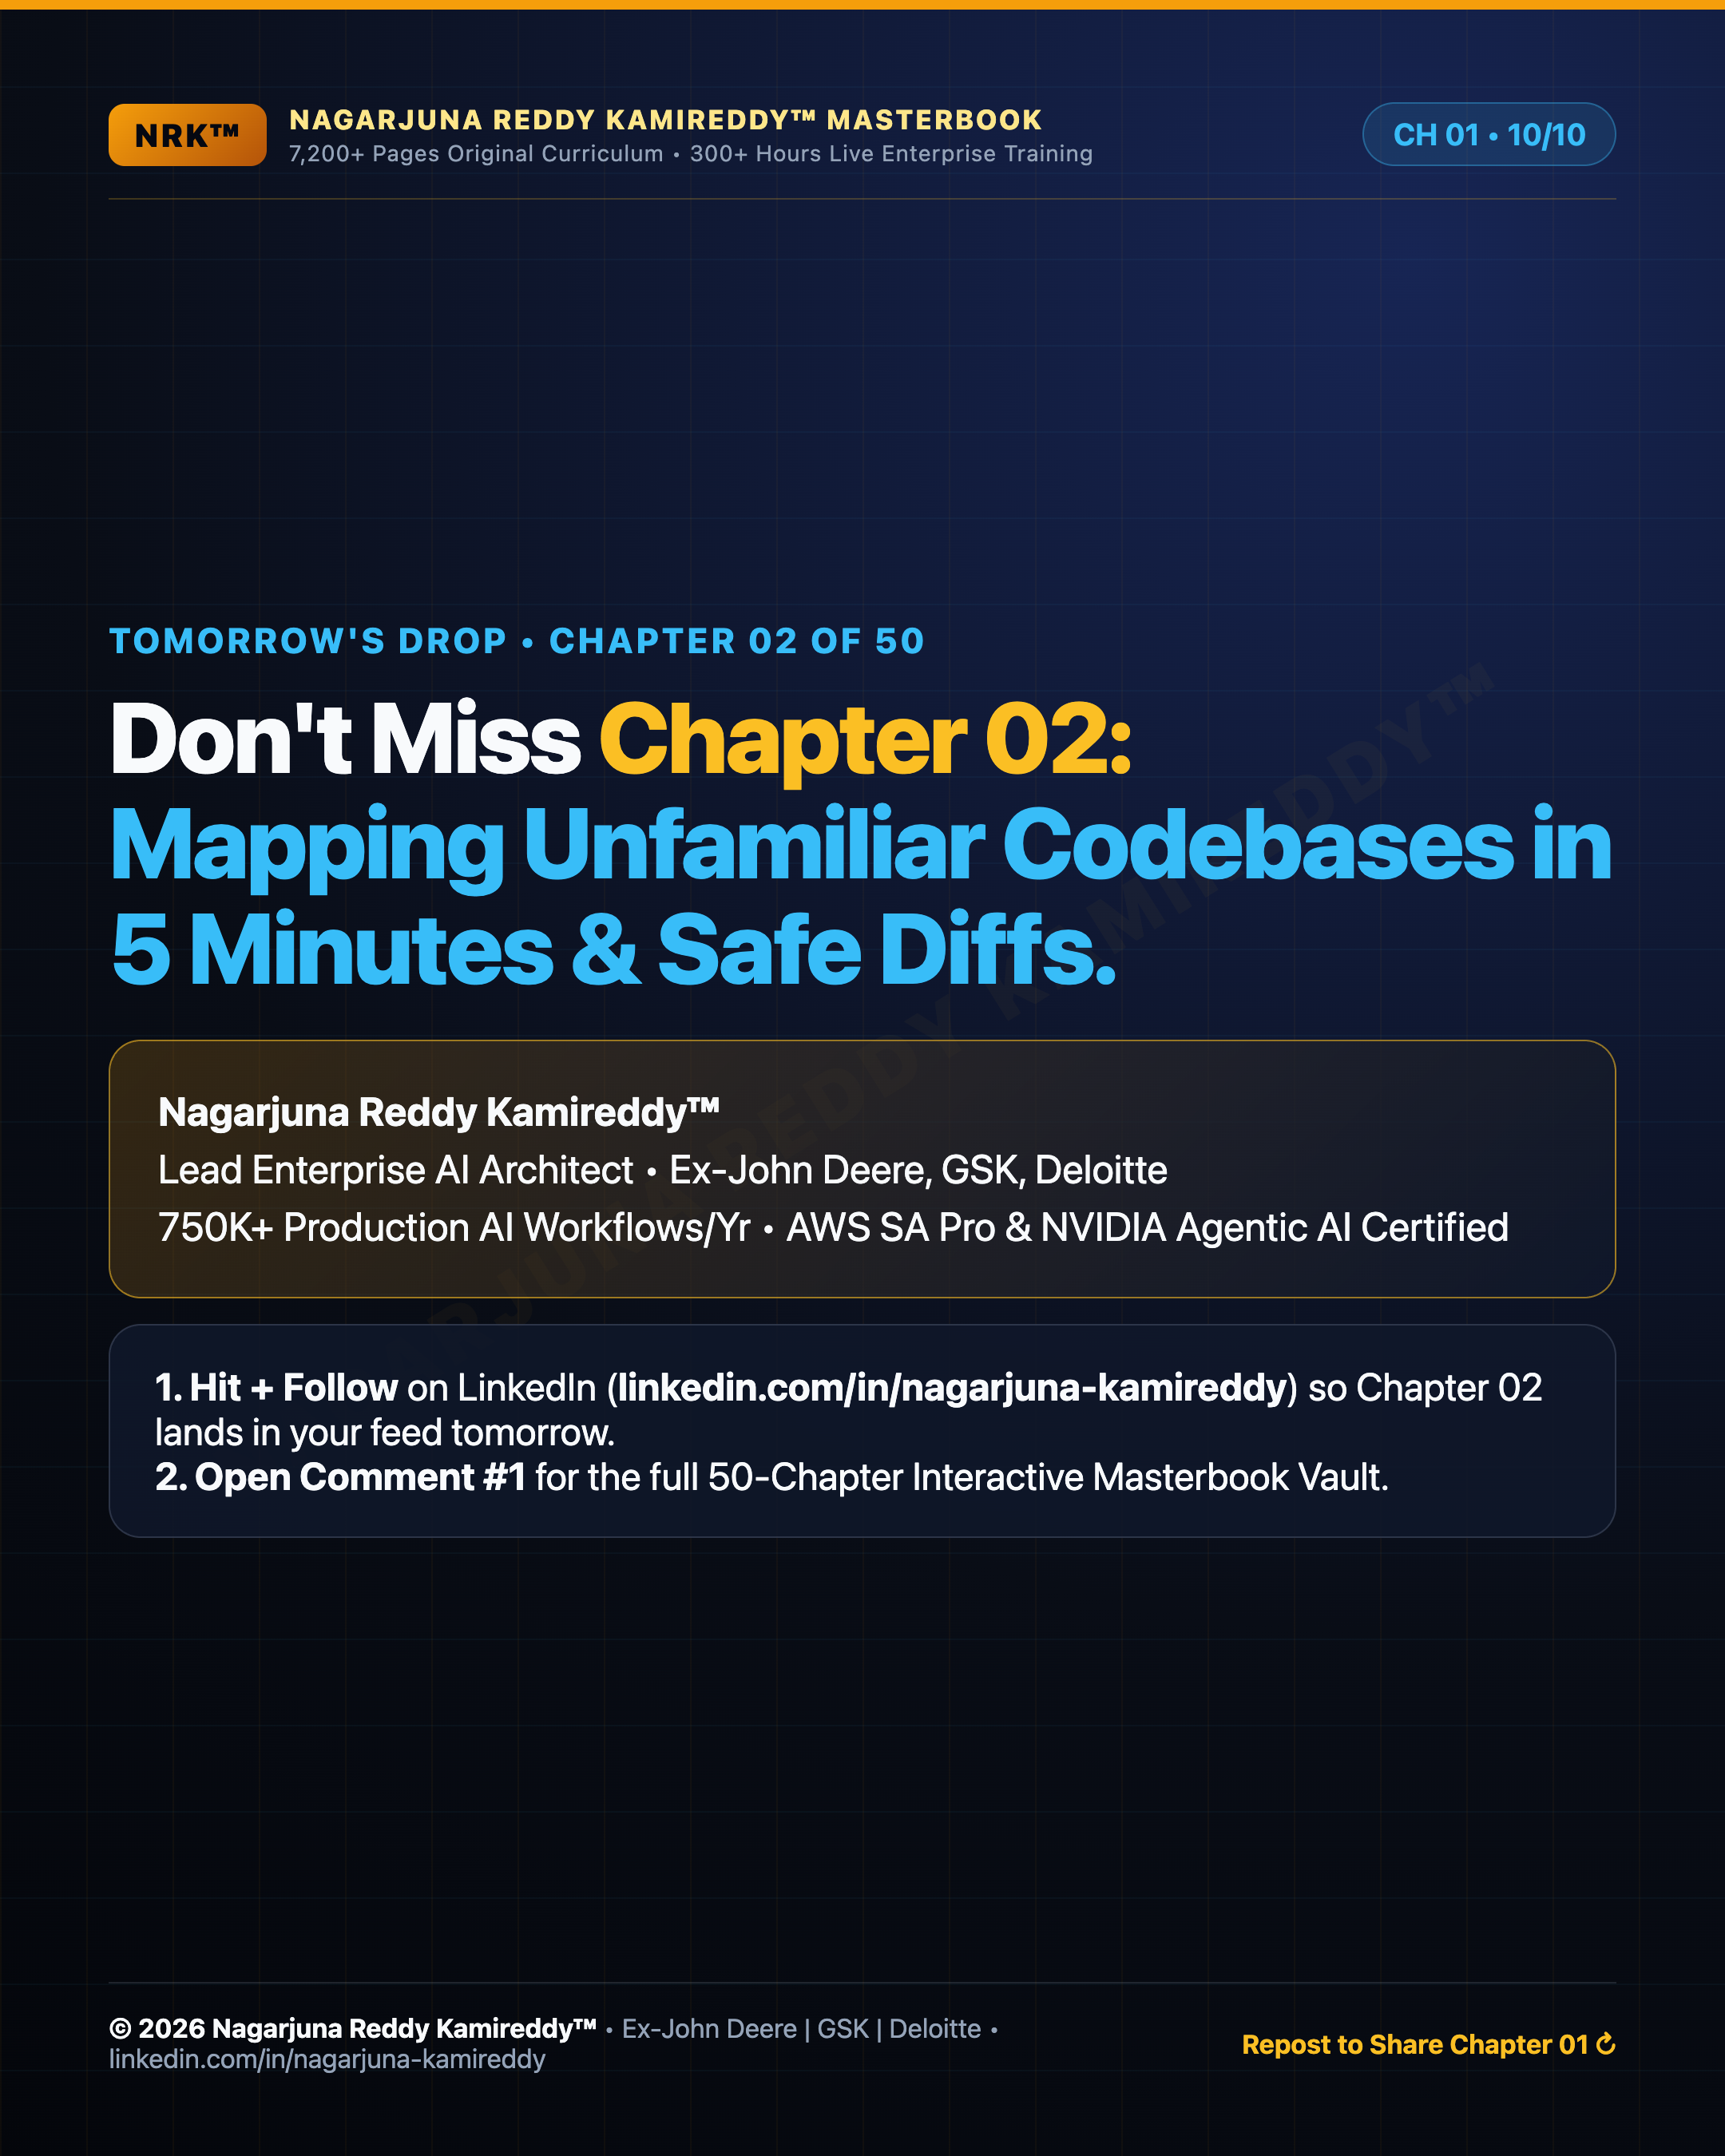 NRK™
NAGARJUNA REDDY KAMIREDDY™ MASTERBOOK
7,200+ Pages Original Curriculum • 300+ Hours Live Enterprise Training
CH 01 • 10/10
TOMORROW'S DROP • CHAPTER 02 OF 50
Don't Miss Chapter 02:
Mapping Unfamiliar Codebases in
5 Minutes & Safe Diffs.
Nagarjuna Reddy Kamireddy™
Lead Enterprise AI Architect • Ex-John Deere, GSK, Deloitte
750K+ Production AI Workflows/Yr • AWS SA Pro & NVIDIA Agentic AI Certified
1. Hit + Follow on LinkedIn (linkedin.com/in/nagarjuna-kamireddy) so Chapter 02
lands in your feed tomorrow.
2. Open Comment #1 for the full 50-Chapter Interactive Masterbook Vault.
© 2026 Nagarjuna Reddy Kamireddy™ • Ex-John Deere | GSK | Deloitte •
linkedin.com/in/nagarjuna-kamireddy
Repost to Share Chapter 01 ↻